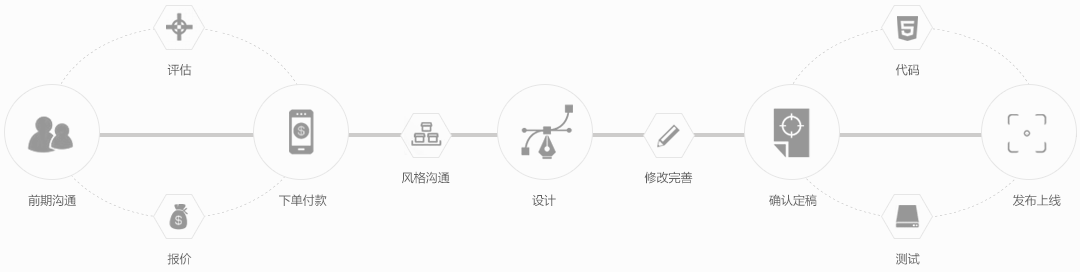 评估
前期沟通
报价
下单付款
风格沟通
设计
修改完善
确认定稿
代码
测试
发布上线